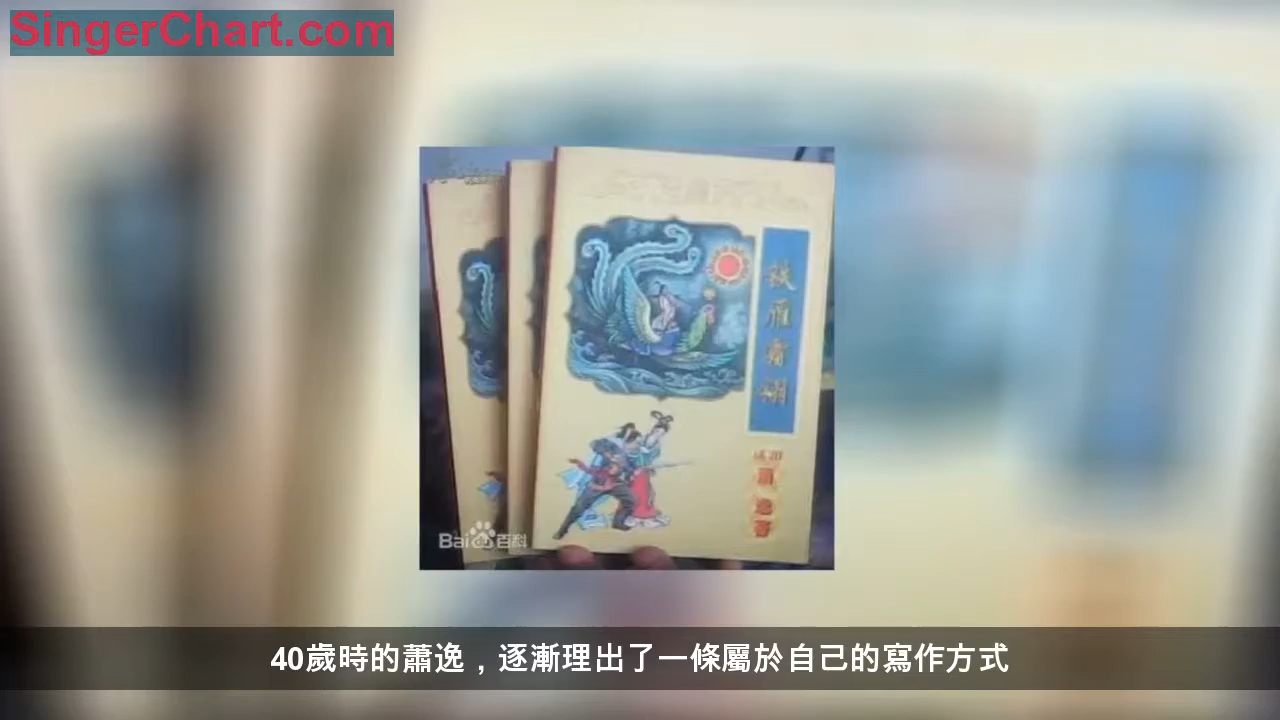 SingerChart.com
鐵雁霜翎
蕭逸著
Bai百科
40歲時的蕭逸，逐漸理出了一條屬於自己的寫作方式